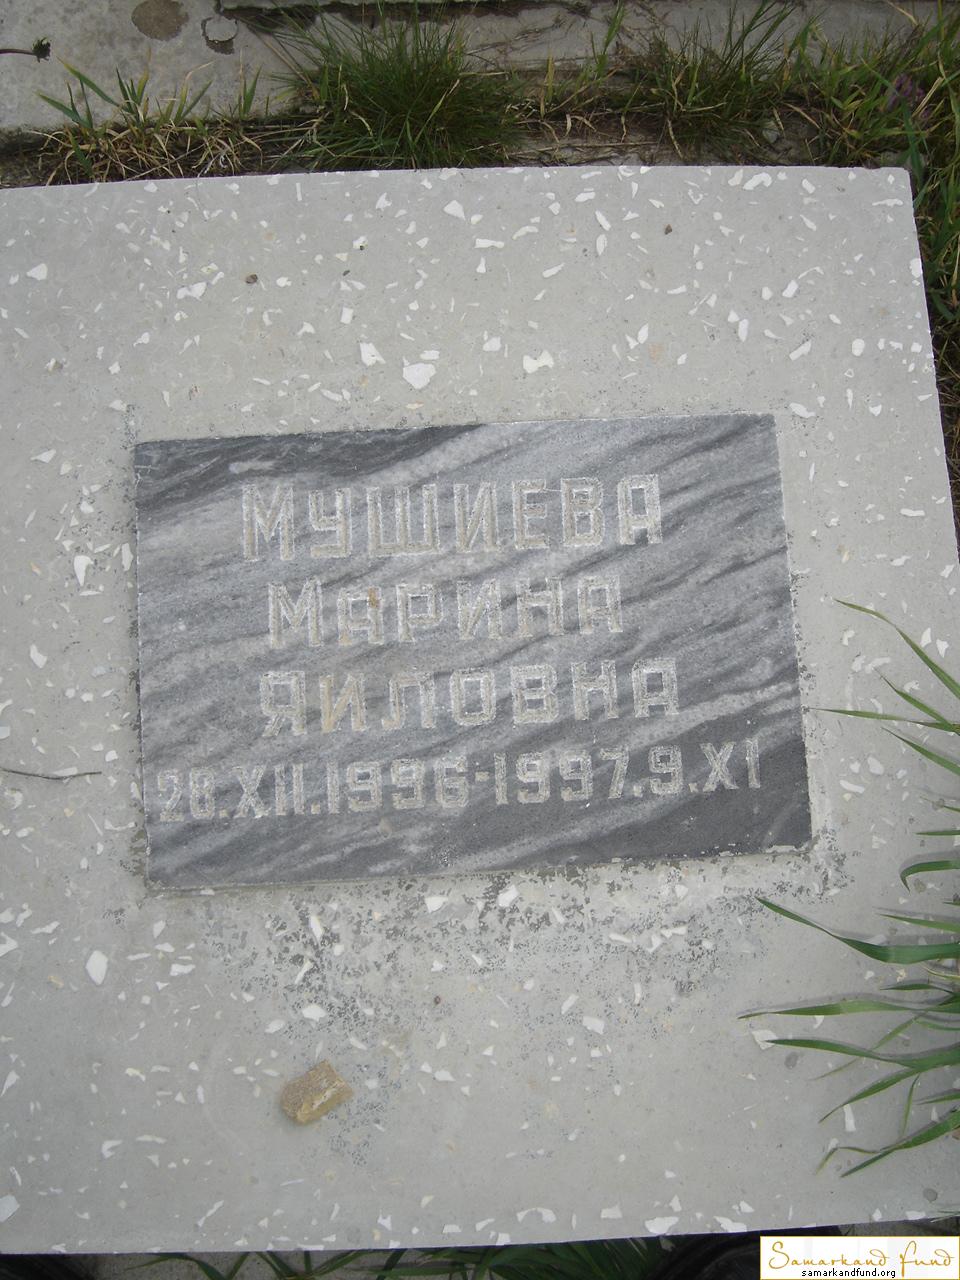 МУШИЕВА
МАРИНА
ЯИЛОВНА
28.XII.1996-1997.9.XI
Samarkand fund
samarkandfund.org